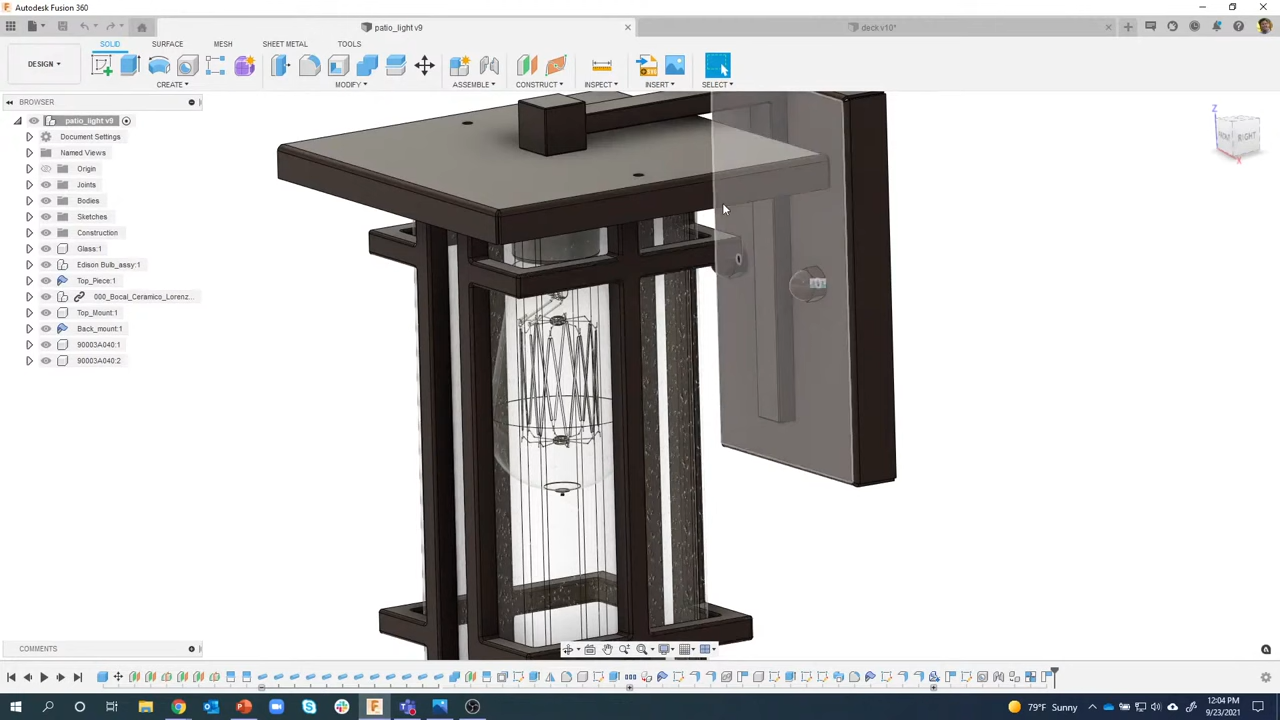 Autodesk Fusion 360
patio_light v9
deck v10*
DESIGN
SOLID SURFACE MESH SHEET METAL TOOLS
CREATE MODIFY ASSEMBLE CONSTRUCT INSPECT INSERT SELECT
BROWSER
patio_light v9
Document Settings
Named Views
Origin
Joints
Bodies
Sketches
Construction
Glass:1
Edison Bulb_assy:1
Top_Piece:1
000_Bocal_Ceramico_Lorenz...
Top_Mount:1
Back_mount:1
90003A040:1
90003A040:2
Z
FRONT RIGHT
X
COMMENTS
79°F Sunny
12:04 PM
9/23/2021